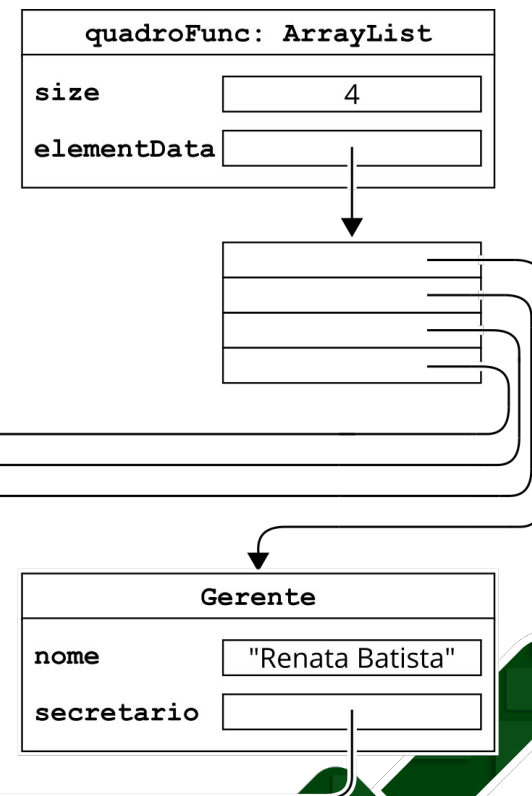 quadroFunc: ArrayList
size
4
elementData
Gerente
nome
"Renata Batista"
secretario